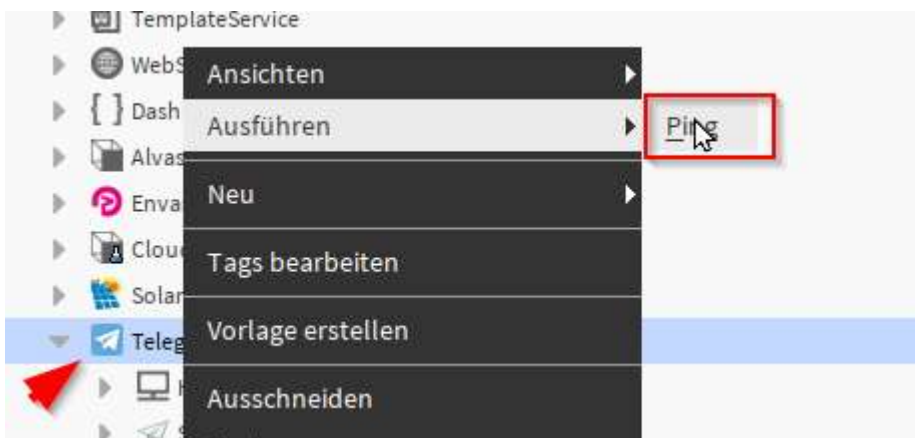 TemplateService
WebS
Ansichten
{ } Dash
Ausführen
Ping
Alvas
Enva
Neu
Clou
Tags bearbeiten
Solar
Vorlage erstellen
Teleg
Ausschneiden